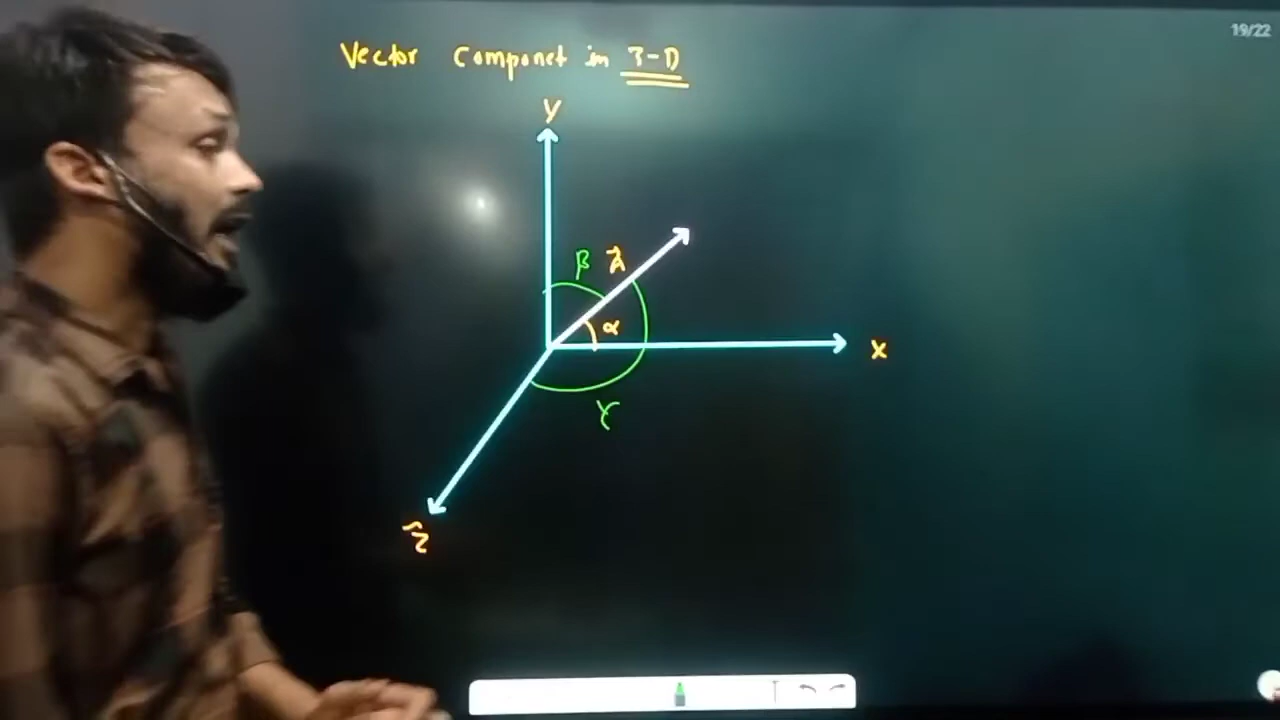 Vector Componet in 3-D
19/22
Y
β A⃗
α
x
γ
ẑ